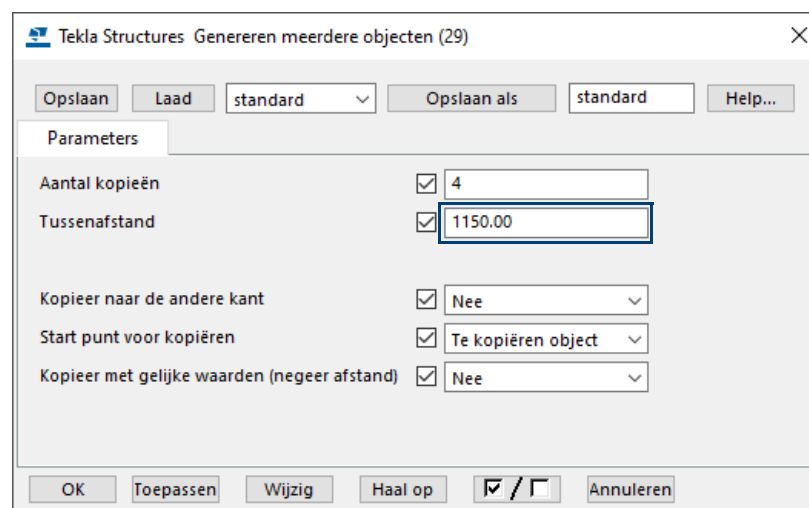 Tekla Structures Genereren meerdere objecten (29)
Opslaan Laad standard Opslaan als standard Help...
Parameters
Aantal kopieën 4
Tussenafstand 1150.00
Kopieer naar de andere kant Nee
Start punt voor kopiëren Te kopiëren object
Kopieer met gelijke waarden (negeer afstand) Nee
OK Toepassen Wijzig Haal op / Annuleren